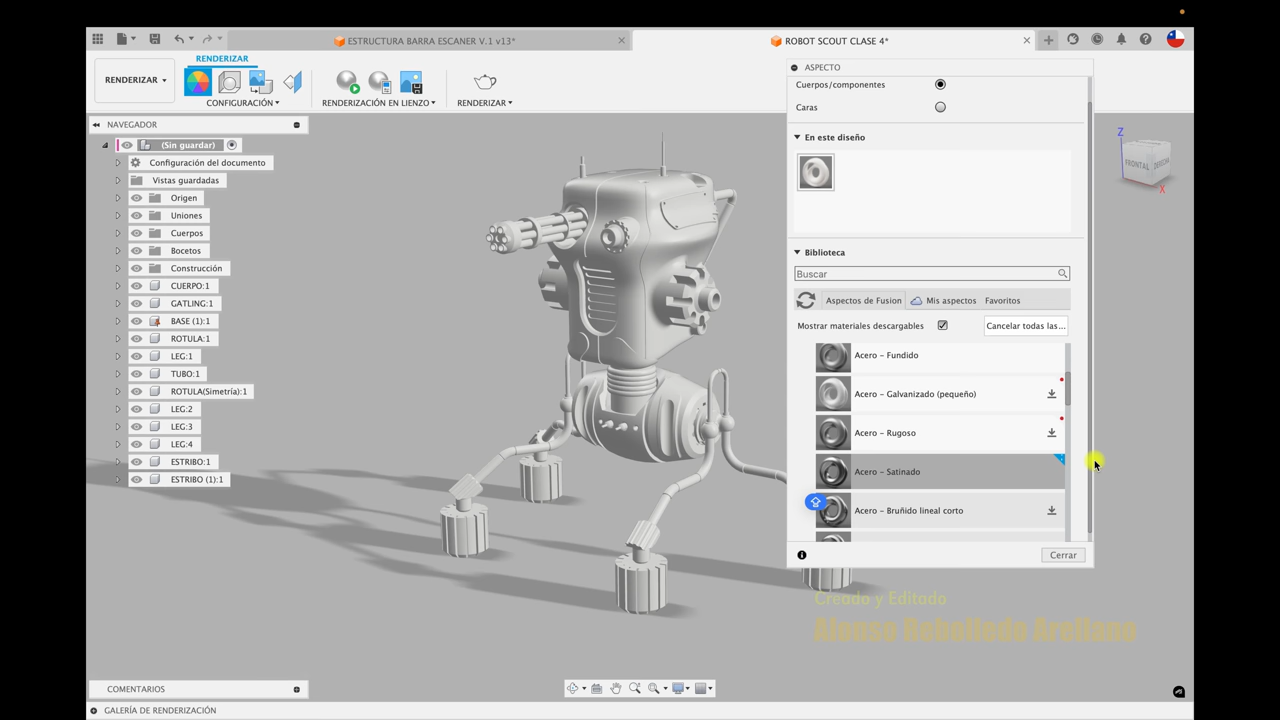 ESTRUCTURA BARRA ESCANER V.1 v13*
ROBOT SCOUT CLASE 4*
RENDERIZAR
RENDERIZAR
CONFIGURACIÓN
RENDERIZACIÓN EN LIENZO
RENDERIZAR
NAVEGADOR
(Sin guardar)
Configuración del documento
Vistas guardadas
Origen
Uniones
Cuerpos
Bocetos
Construcción
CUERPO:1
GATLING:1
BASE (1):1
ROTULA:1
LEG:1
TUBO:1
ROTULA(Simetría):1
LEG:2
LEG:3
LEG:4
ESTRIBO:1
ESTRIBO (1):1
ASPECTO
Cuerpos/componentes
Caras
En este diseño
Biblioteca
Buscar
Aspectos de Fusion
Mis aspectos
Favoritos
Mostrar materiales descargables
Cancelar todas las...
Acero - Fundido
Acero - Galvanizado (pequeño)
Acero - Rugoso
Acero - Satinado
Acero - Bruñido lineal corto
Cerrar
Z
FRONTAL
DERECHA
X
Creado y Editado
Alonso Rebolledo Arellano
COMENTARIOS
GALERÍA DE RENDERIZACIÓN